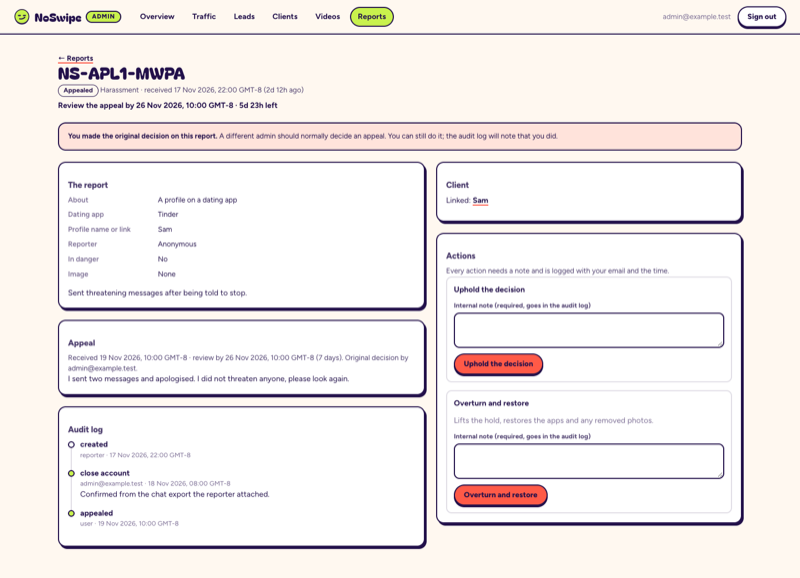 NoSwipe ADMIN Overview Traffic Leads Clients Videos Reports admin@example.test Sign out
← Reports
NS-APL1-MWPA
Appealed Harassment · received 17 Nov 2026, 22:00 GMT-8 (2d 12h ago)
Review the appeal by 26 Nov 2026, 10:00 GMT-8 · 5d 23h left
You made the original decision on this report. A different admin should normally decide an appeal. You can still do it; the audit log will note that you did.
The report
About A profile on a dating app
Dating app Tinder
Profile name or link Sam
Reporter Anonymous
In danger No
Image None
Sent threatening messages after being told to stop.
Appeal
Received 19 Nov 2026, 10:00 GMT-8 · review by 26 Nov 2026, 10:00 GMT-8 (7 days). Original decision by
admin@example.test.
I sent two messages and apologised. I did not threaten anyone, please look again.
Audit log
created
reporter · 17 Nov 2026, 22:00 GMT-8
close account
admin@example.test · 18 Nov 2026, 08:00 GMT-8
Confirmed from the chat export the reporter attached.
appealed
user · 19 Nov 2026, 10:00 GMT-8
Client
Linked: Sam
Actions
Every action needs a note and is logged with your email and the time.
Uphold the decision
Internal note (required, goes in the audit log)
Uphold the decision
Overturn and restore
Lifts the hold, restores the apps and any removed photos.
Internal note (required, goes in the audit log)
Overturn and restore